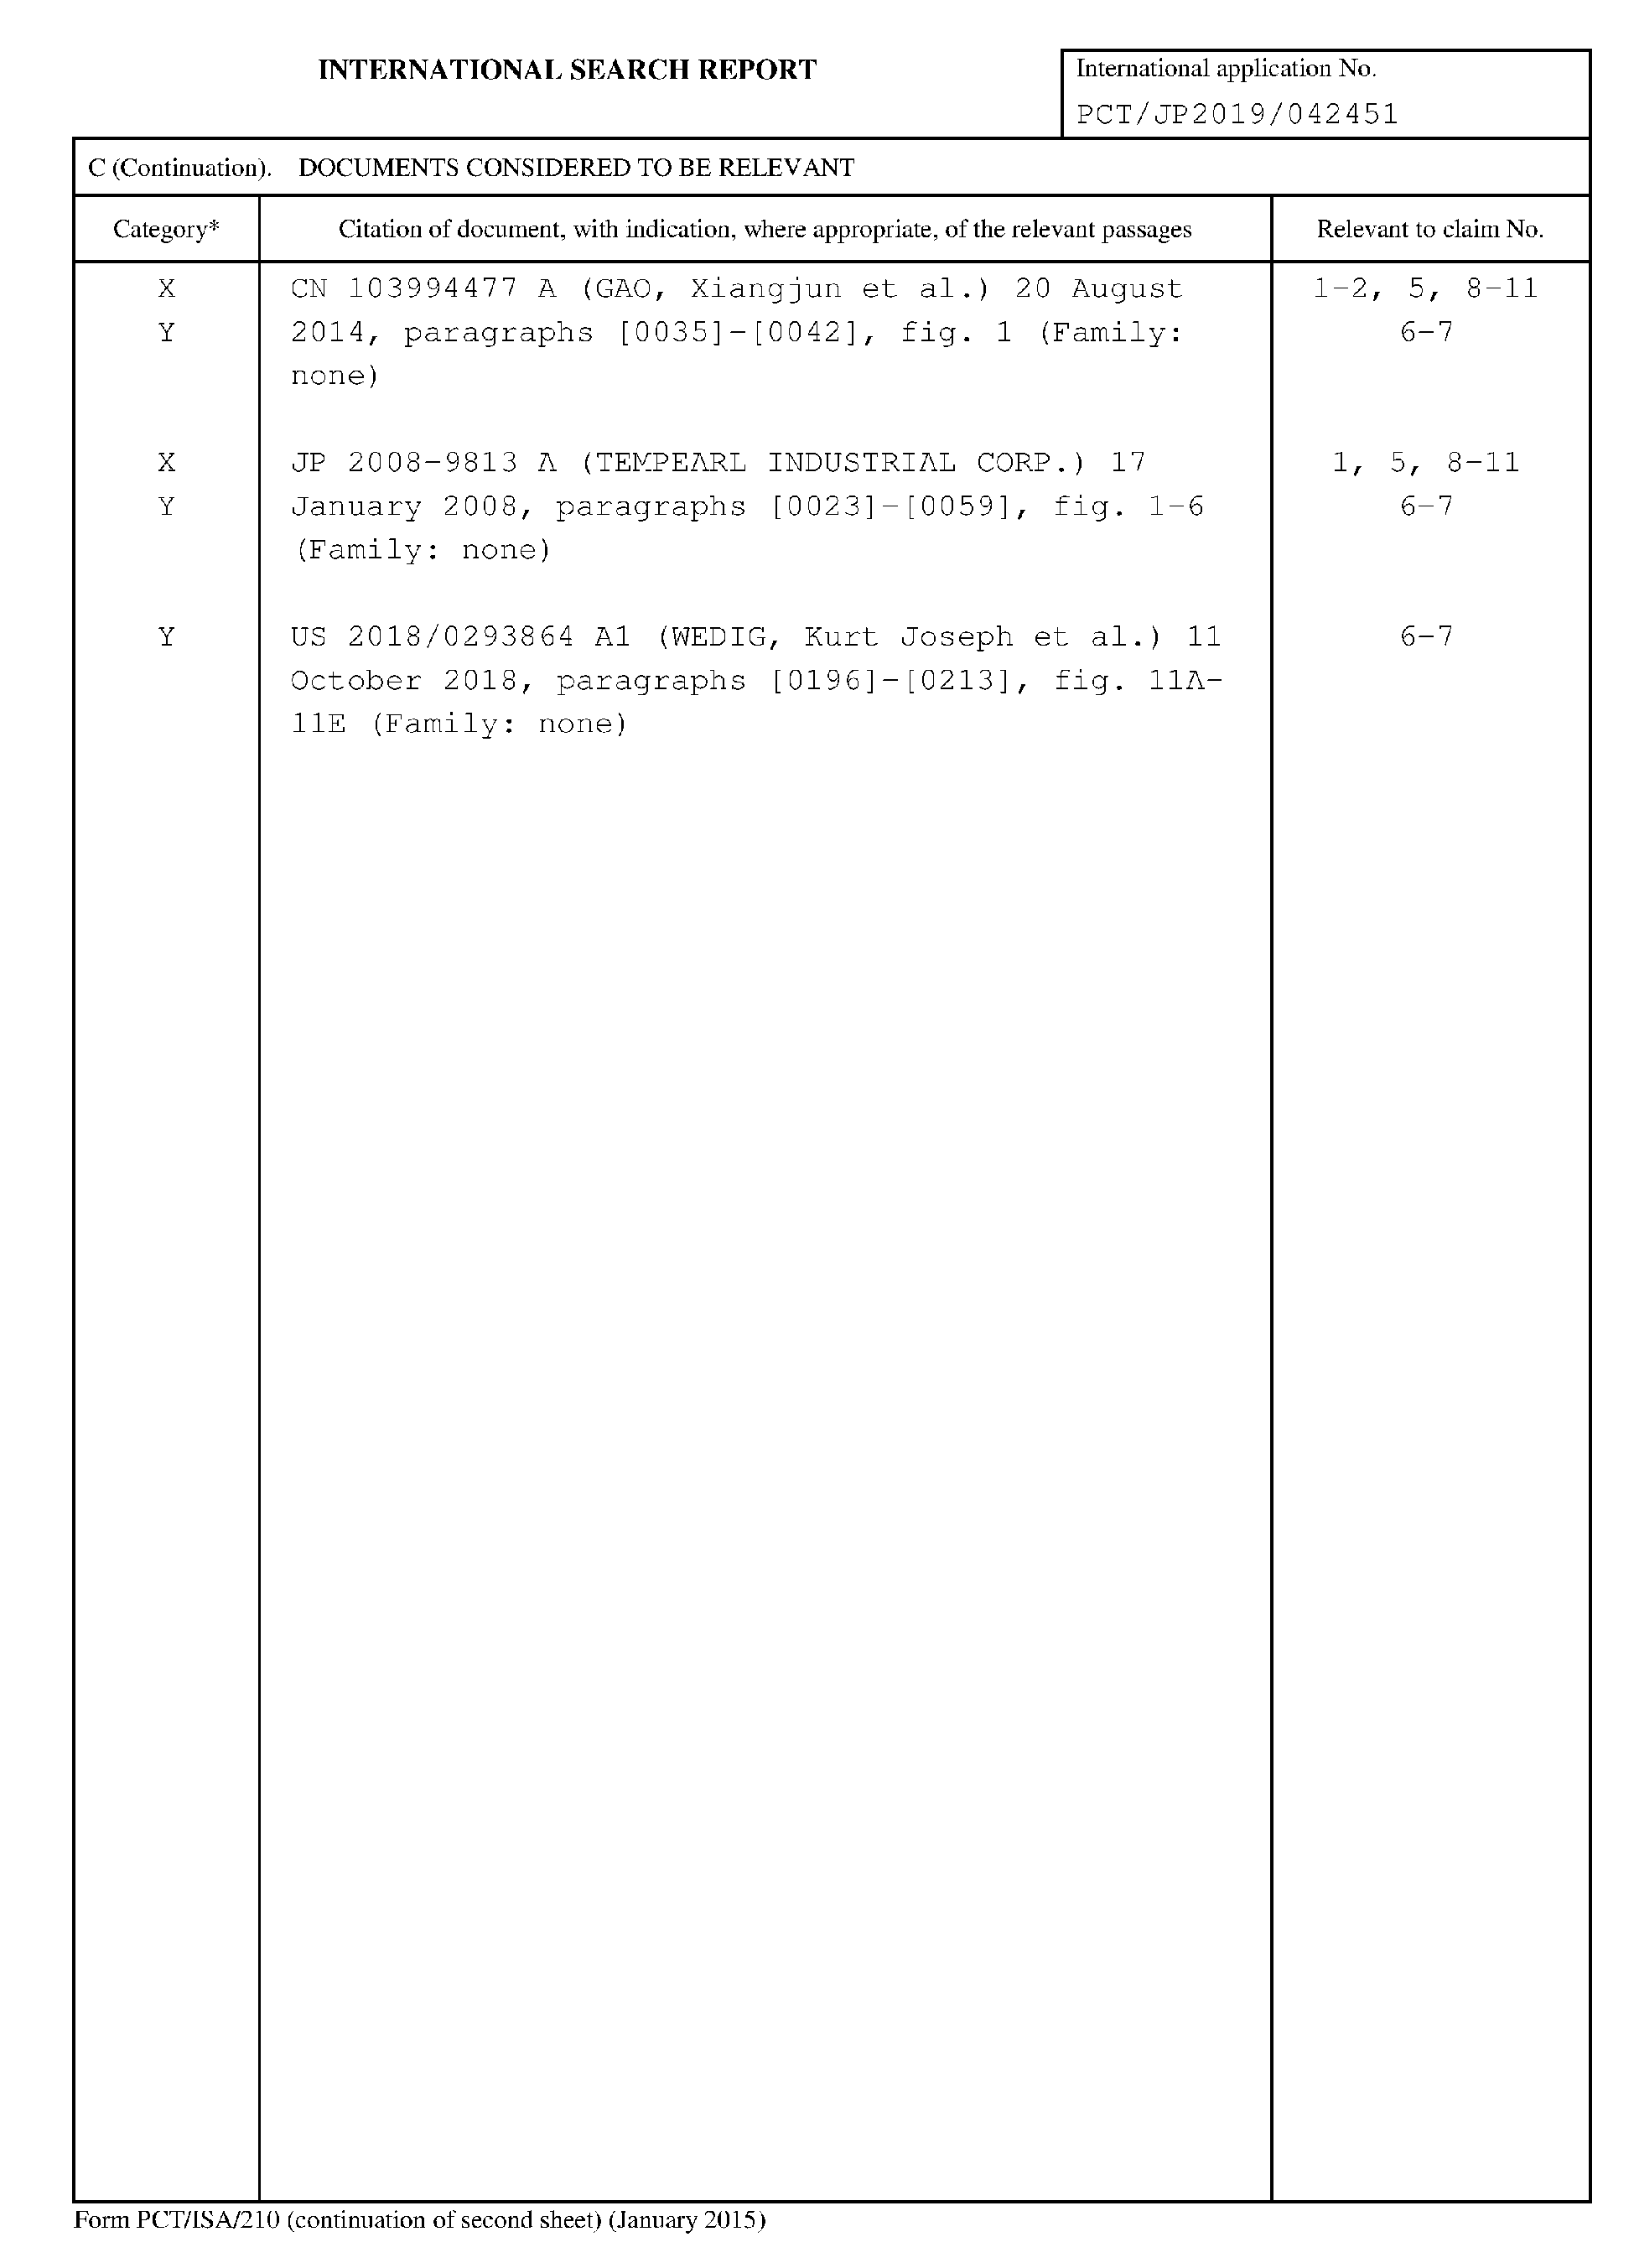 INTERNATIONAL SEARCH REPORT
International application No.
PCT/JP2019/042451
C (Continuation). DOCUMENTS CONSIDERED TO BE RELEVANT
Category* Citation of document, with indication, where appropriate, of the relevant passages Relevant to claim No.
X CN 103994477 A (GAO, Xiangjun et al.) 20 August 1-2, 5, 8-11
Y 2014, paragraphs [0035]-[0042], fig. 1 (Family: 6-7
none)
X JP 2008-9813 A (TEMPEARL INDUSTRIAL CORP.) 17 1, 5, 8-11
Y January 2008, paragraphs [0023]-[0059], fig. 1-6 6-7
(Family: none)
Y US 2018/0293864 A1 (WEDIG, Kurt Joseph et al.) 11 6-7
October 2018, paragraphs [0196]-[0213], fig. 11A-
11E (Family: none)
Form PCT/ISA/210 (continuation of second sheet) (January 2015)